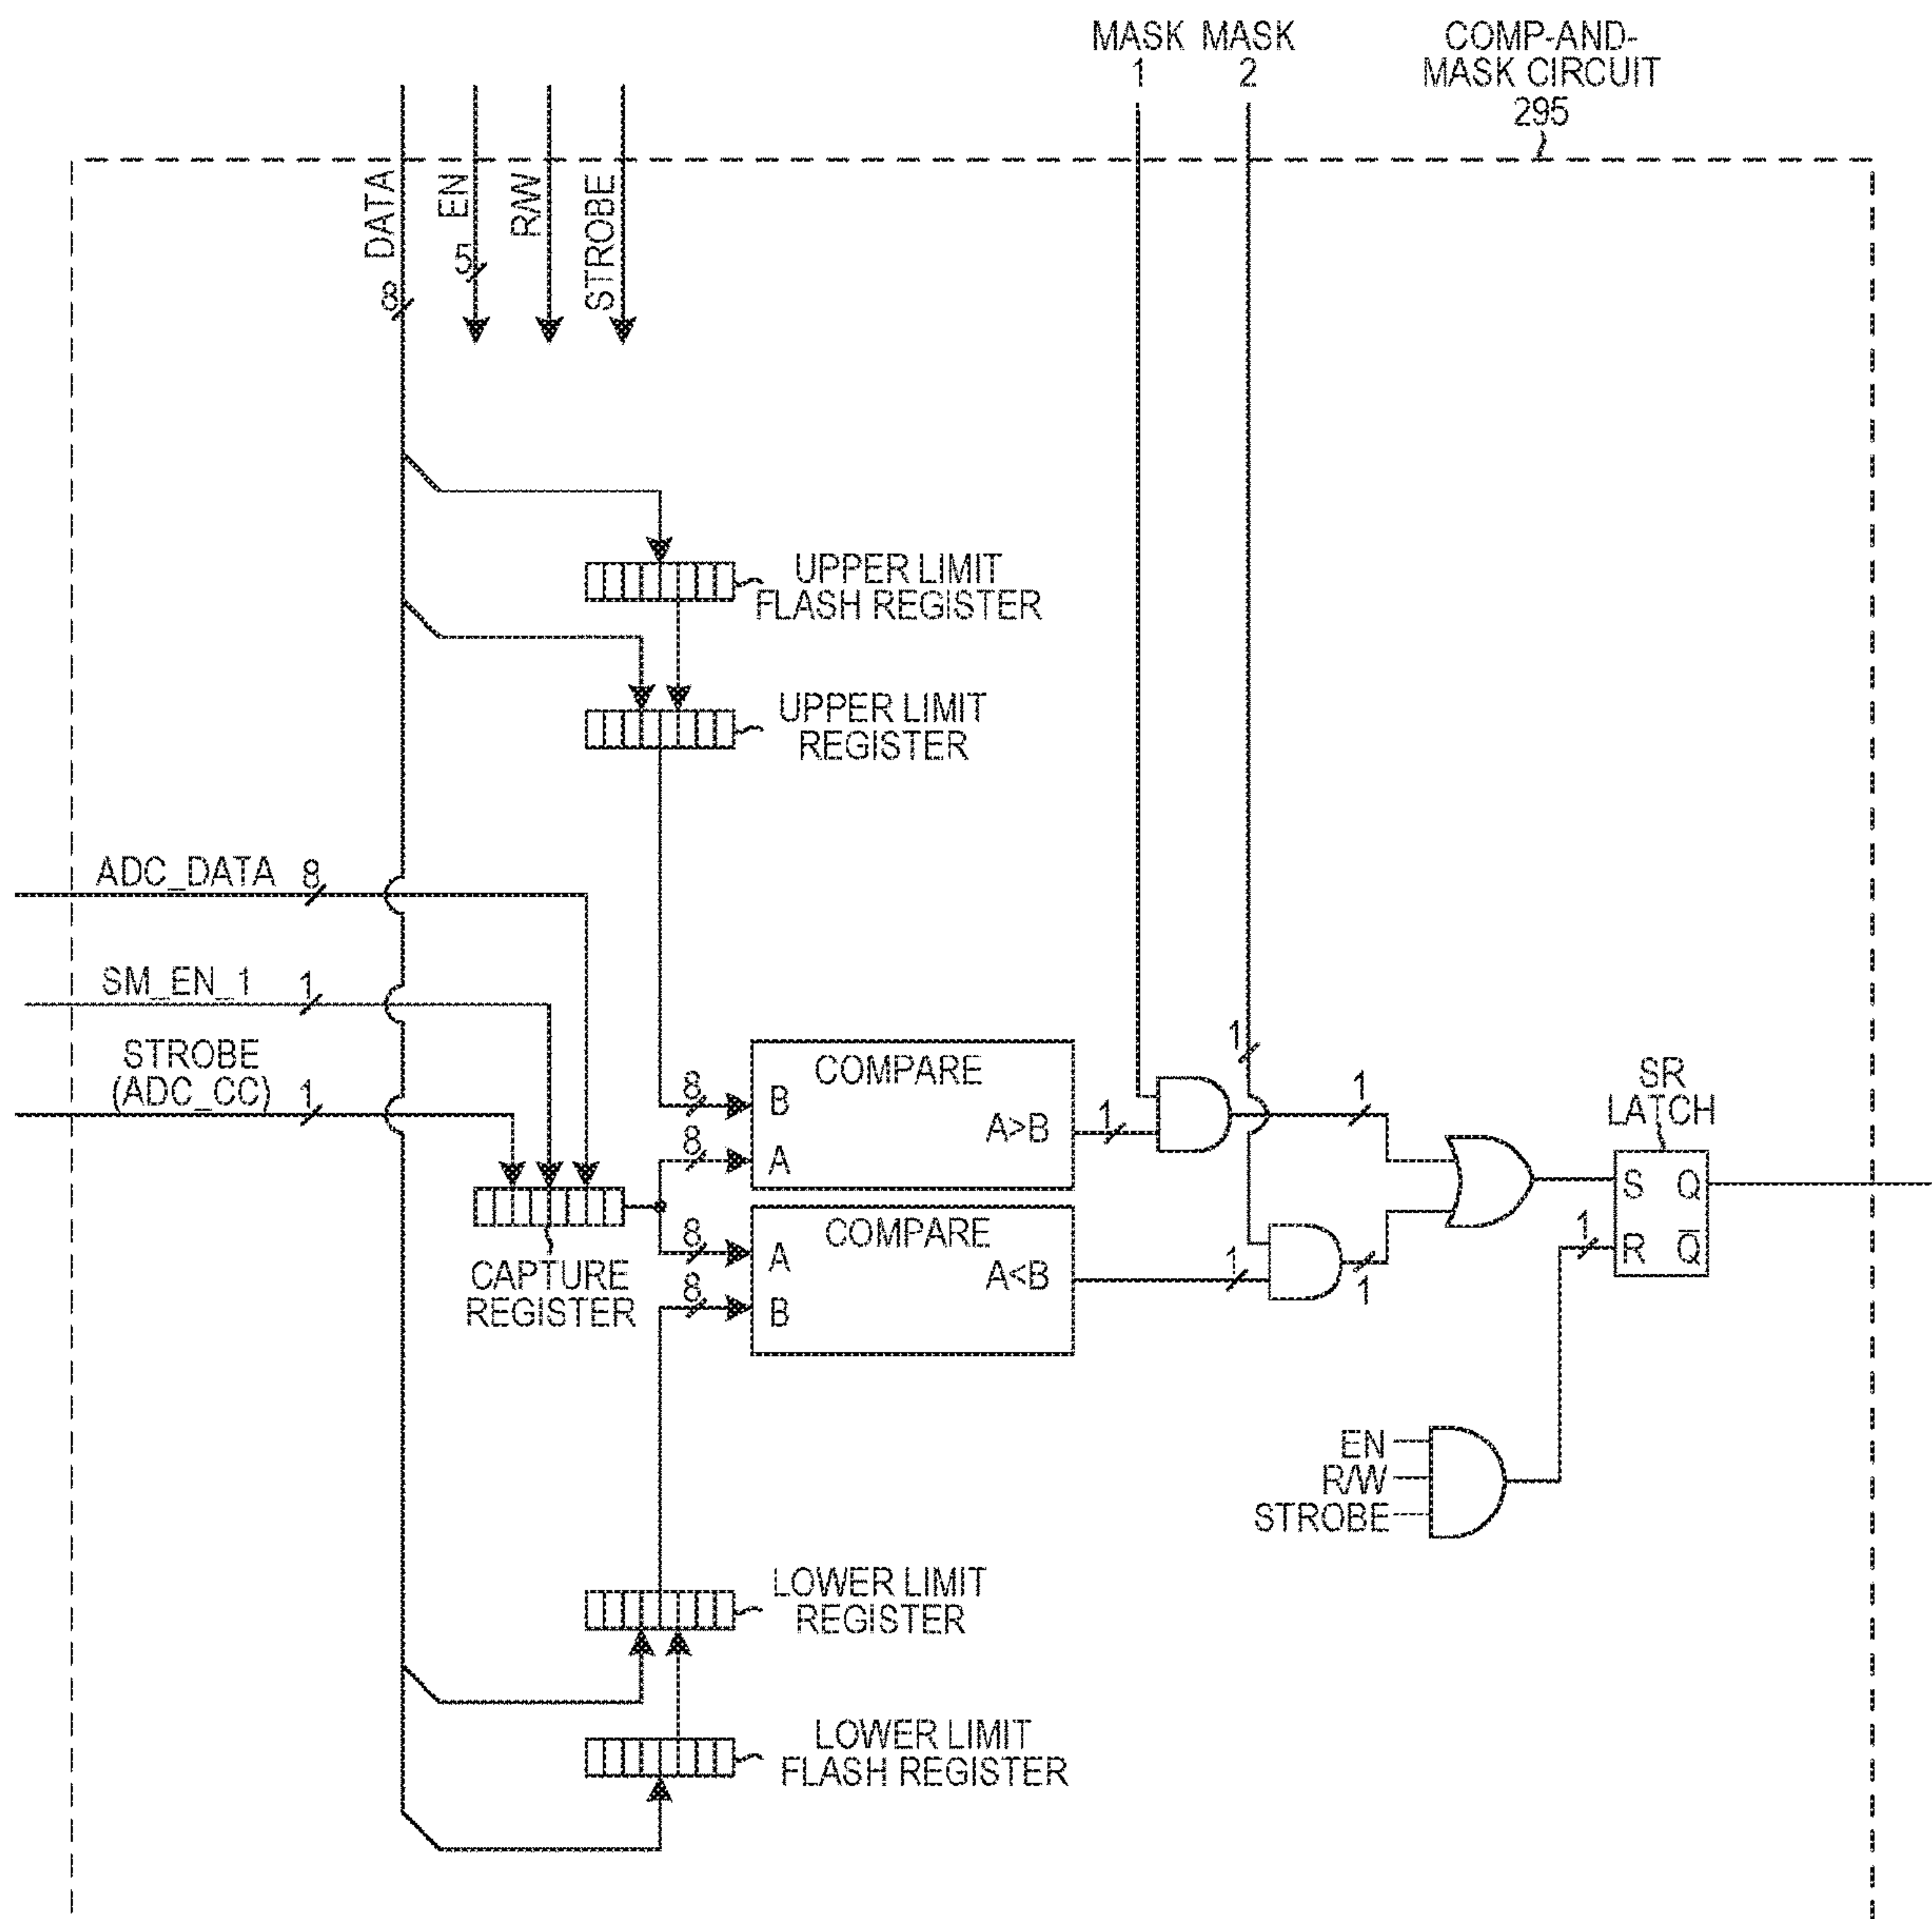 MASK MASK
1 2
COMP-AND-
MASK CIRCUIT
295
DATA
8
EN
5
R/W
STROBE
UPPER LIMIT
FLASH REGISTER
UPPER LIMIT
REGISTER
ADC_DATA 8
SM_EN_1 1
STROBE
(ADC_CC) 1
CAPTURE
REGISTER
COMPARE
8 B
8 A
A>B
1
COMPARE
8 A
8 B
A<B
1
1
1
1
SR
LATCH
S Q
R Q̅
1
EN
R/W
STROBE
LOWER LIMIT
REGISTER
LOWER LIMIT
FLASH REGISTER